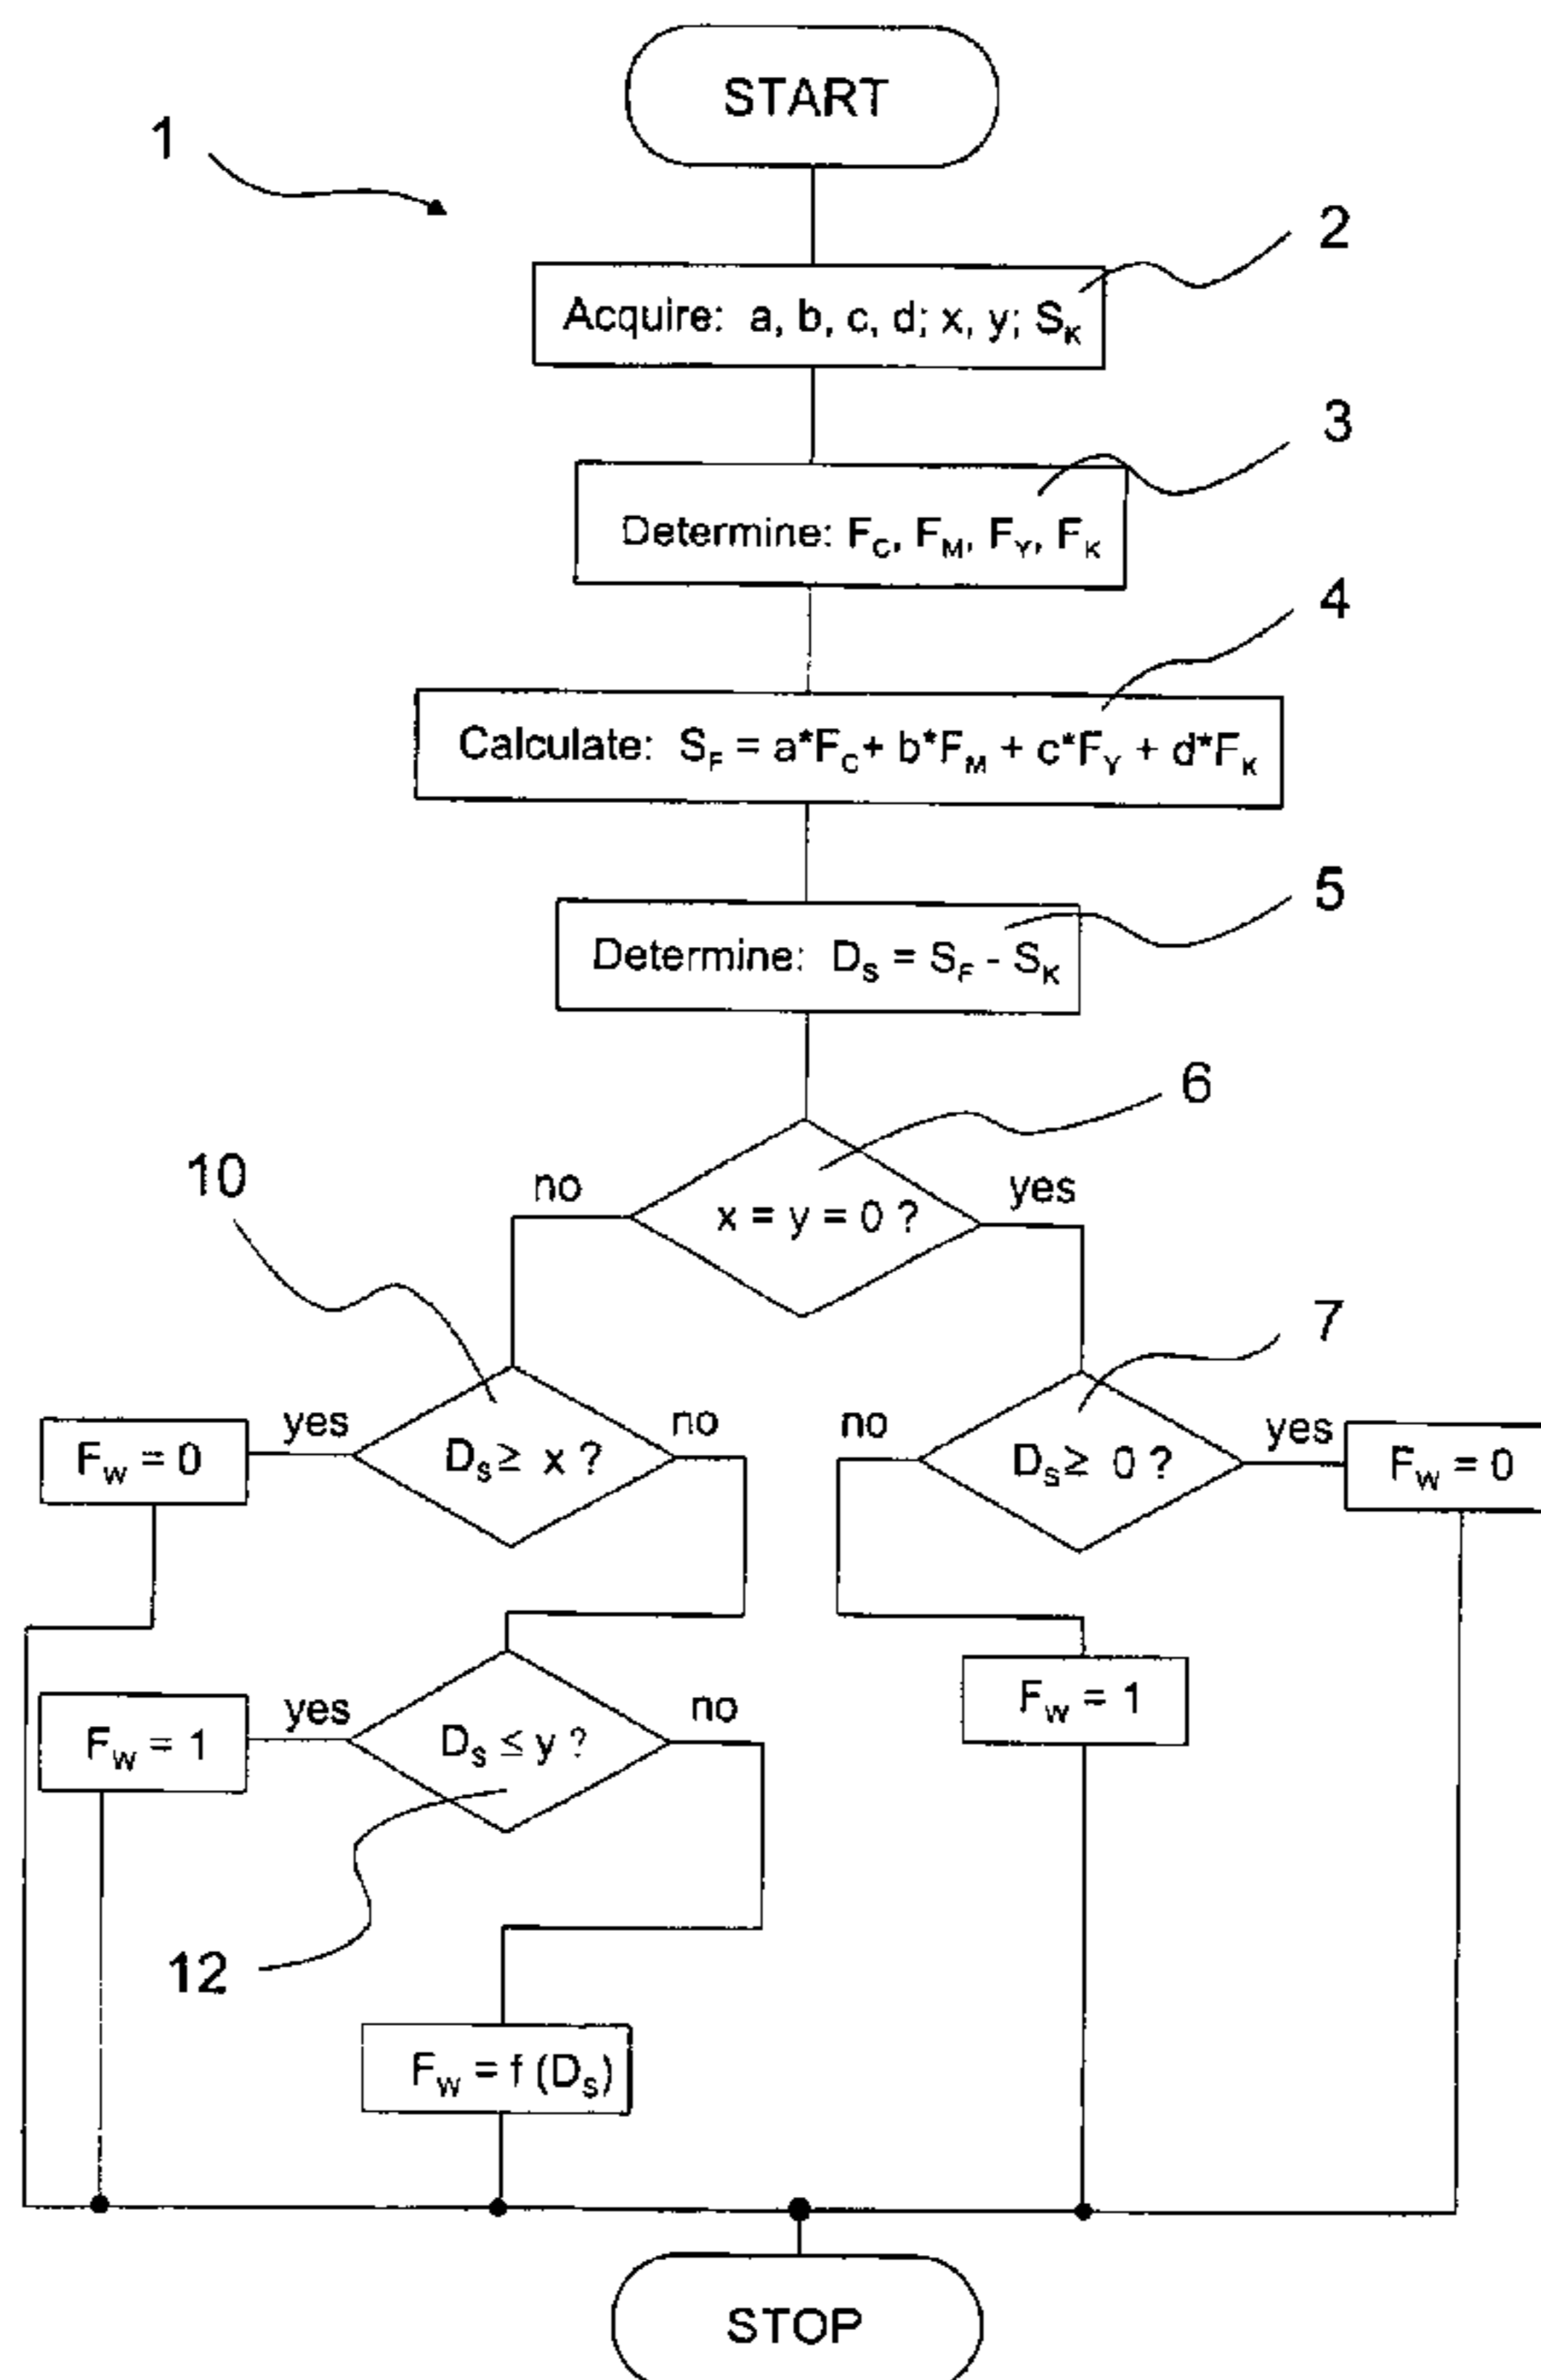 START
1
2
Acquire: a, b, c, d; x, y; S_K
3
Determine: F_C, F_M, F_Y, F_K
4
Calculate: S_F = a*F_C+ b*F_M + c*F_Y + d*F_K
5
Determine: D_S = S_F - S_K
6
no
x = y = 0 ?
yes
10
7
F_W = 0
yes
D_S ≥ x ?
no
no
D_S ≥ 0 ?
yes
F_W = 0
F_W = 1
yes
D_S ≤ y ?
no
F_W = 1
12
F_W = f (D_S)
STOP